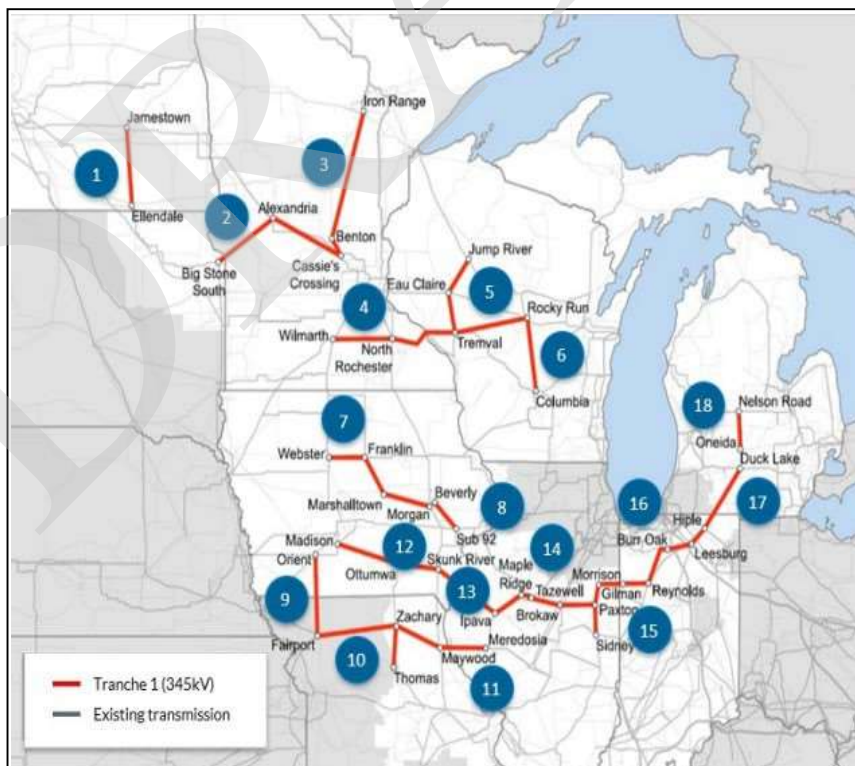 Jamestown
Iron Range
3
1
Ellendale
2
Alexandria
Benton
Big Stone
South
Cassie's
Crossing
Jump River
Eau Claire
5
4
Rocky Run
Wilmarth
North
Rochester
Tremval
6
Columbia
18
Nelson Road
Oneida
Duck Lake
7
Webster
Franklin
Marshalltown
Morgan
Beverly
8
Sub 92
16
17
Hiple
Burr Oak
Leesburg
Madison
12
Orient
Ottumwa
Skunk River
14
Maple
Ridge
Tazewell
Morrison
Gilman
Reynolds
13
Ipava
Brokaw
Paxton
9
Zachary
Fairport
Meredosia
Sidney
15
10
Thomas
Maywood
11
Tranche 1 (345kV)
Existing transmission